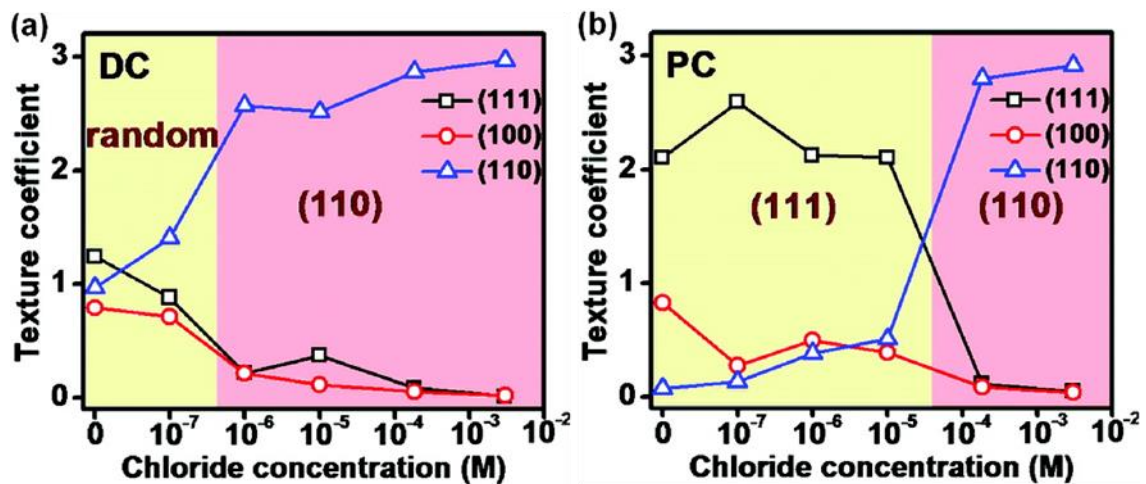 (a)
DC
random
(111)
(100)
(110)
(110)
Texture coefficient
3
2
1
0
0 10⁻⁷ 10⁻⁶ 10⁻⁵ 10⁻⁴ 10⁻³ 10⁻²
Chloride concentration (M)
(b)
PC
(111)
(100)
(110)
(111)
(110)
Texture coefficient
3
2
1
0
0 10⁻⁷ 10⁻⁶ 10⁻⁵ 10⁻⁴ 10⁻³ 10⁻²
Chloride concentration (M)